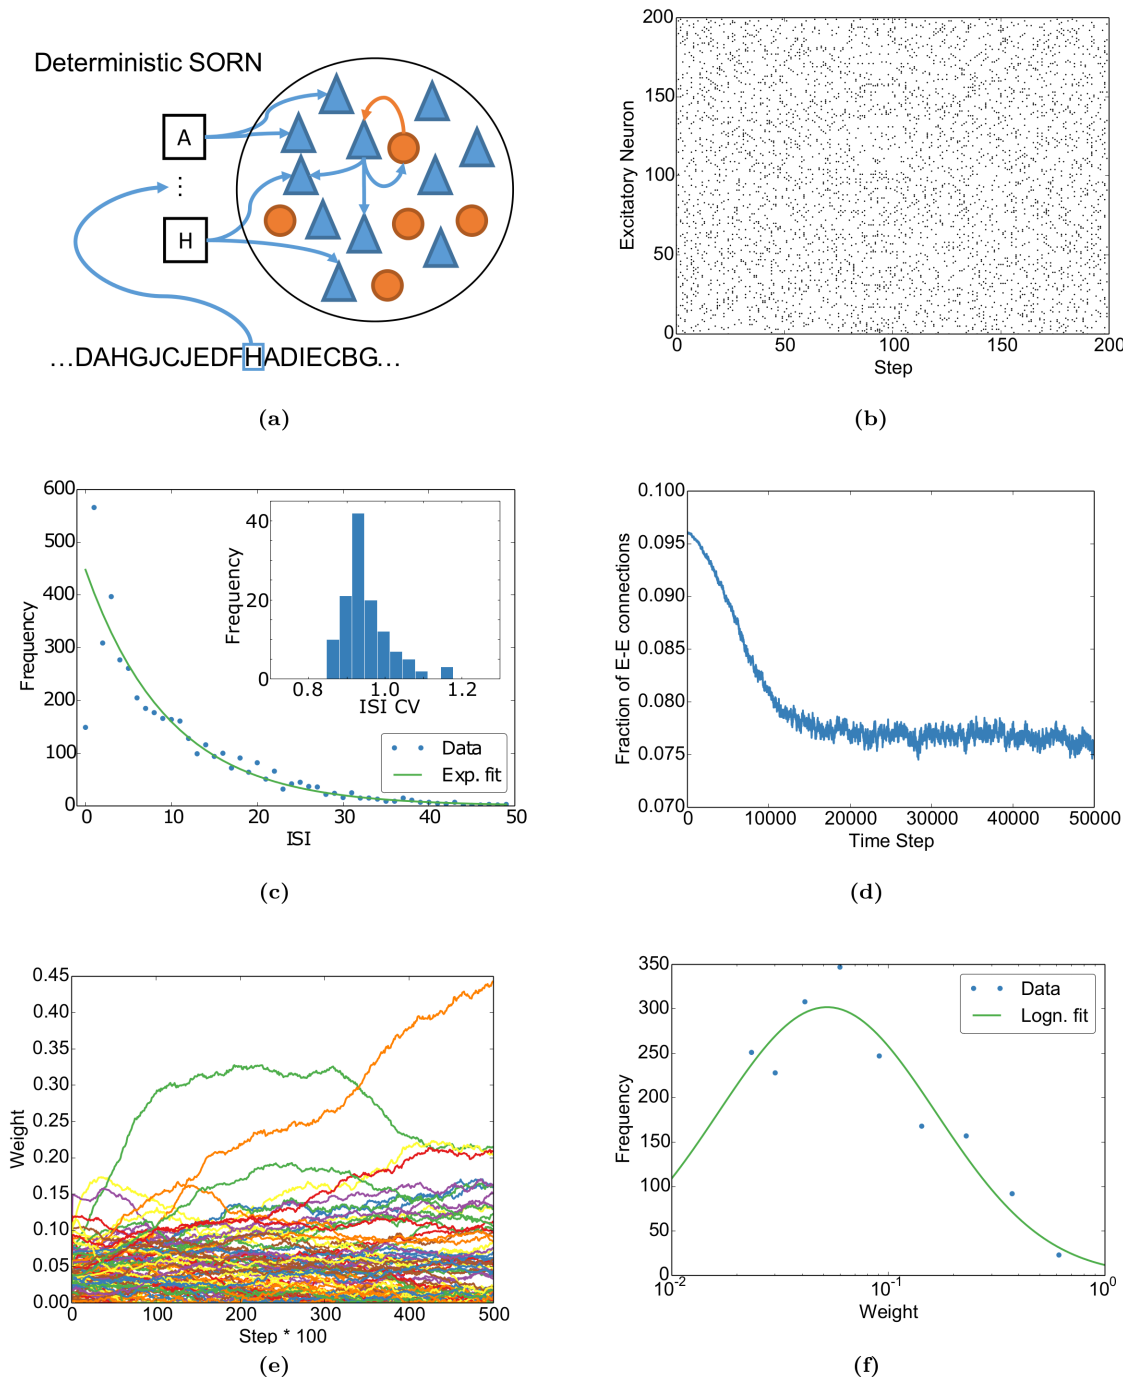 Deterministic SORN
A
⋮
H
…DAHGJCJEDFHADIECBG…
(a)
200
150
100
50
0
Excitatory Neuron
0 50 100 150 200
Step
(b)
600
500
400
300
200
100
0
Frequency
0 10 20 30 40 50
ISI
40
20
0
Frequency
0.8 1.0 1.2
ISI CV
Data
Exp. fit
(c)
0.100
0.095
0.090
0.085
0.080
0.075
0.070
Fraction of E-E connections
0 10000 20000 30000 40000 50000
Time Step
(d)
0.45
0.40
0.35
0.30
0.25
0.20
0.15
0.10
0.05
0.00
Weight
0 100 200 300 400 500
Step * 100
(e)
350
300
250
200
150
100
50
0
Frequency
10⁻² 10⁻¹ 10⁰
Weight
Data
Logn. fit
(f)